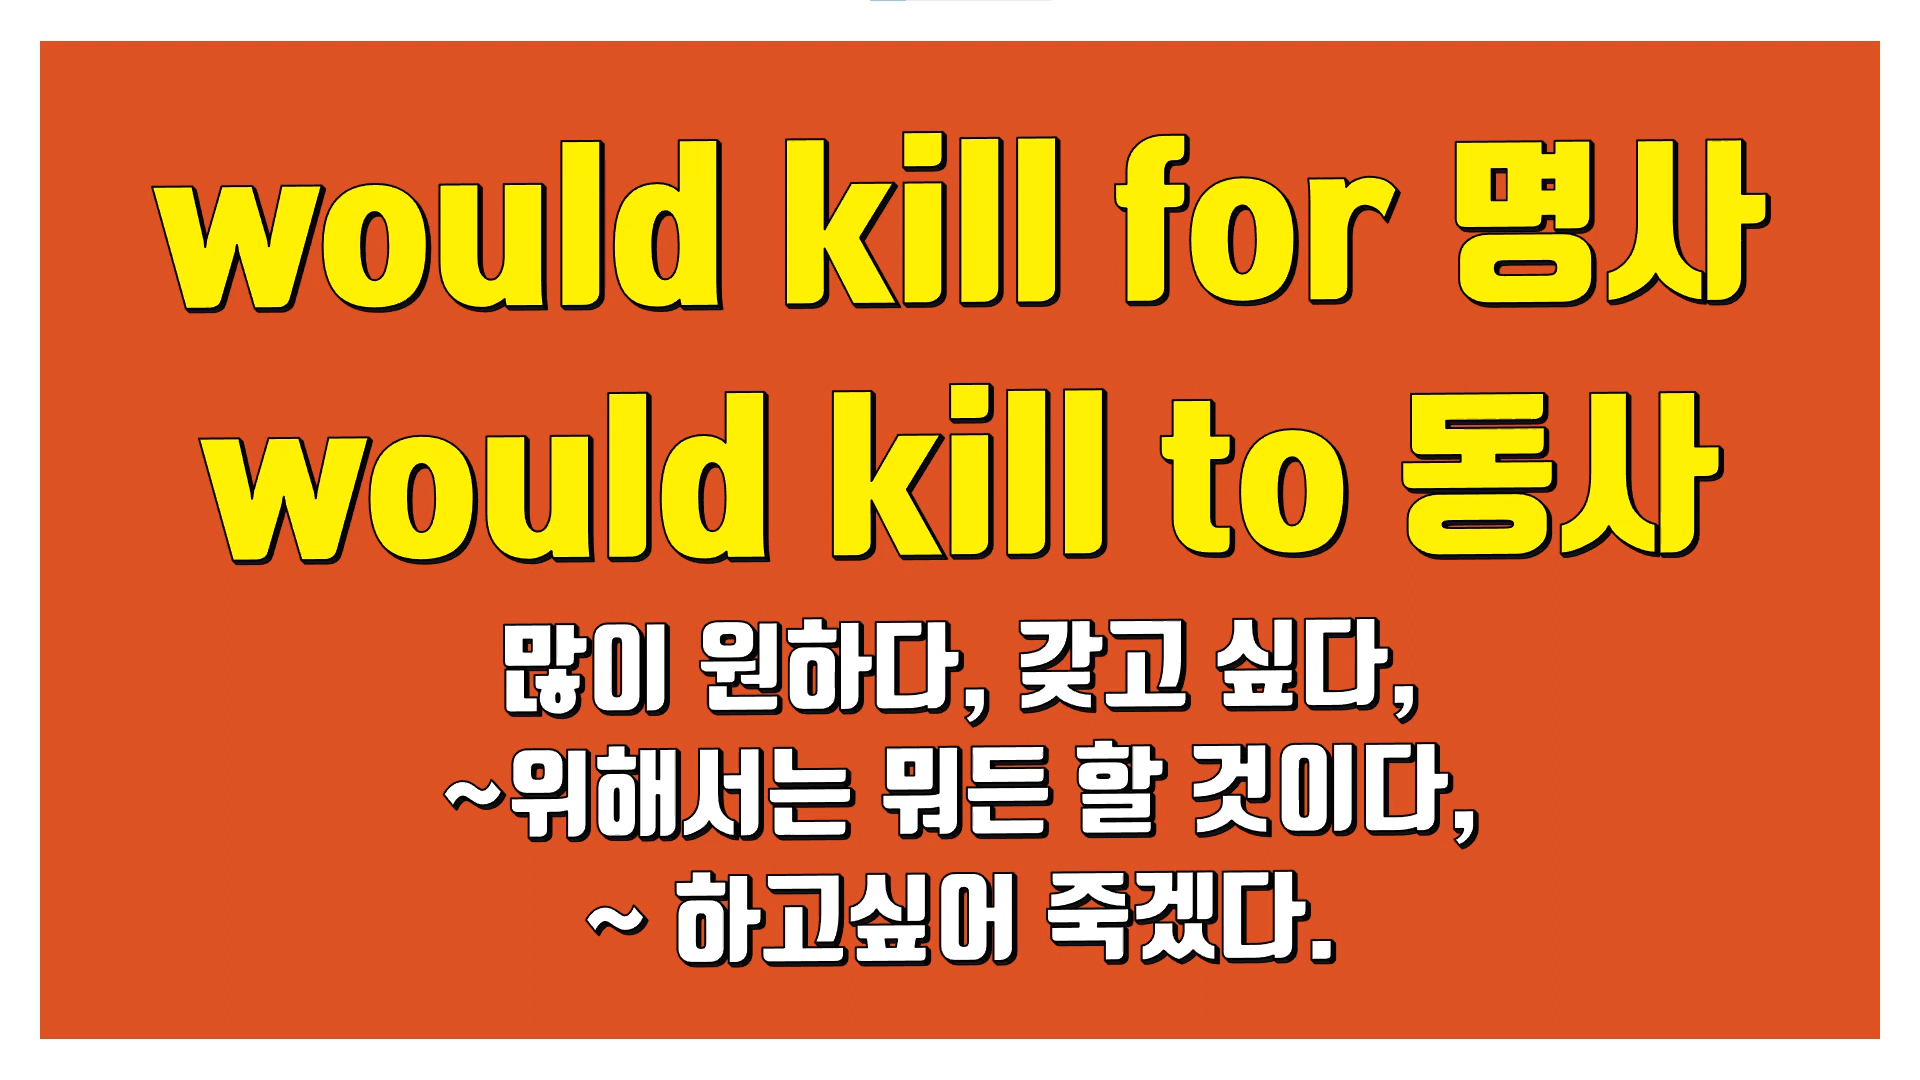 would kill for 명사
would kill to 동사
많이 원하다, 갖고 싶다,
~위해서는 뭐든 할 것이다,
~ 하고싶어 죽겠다.